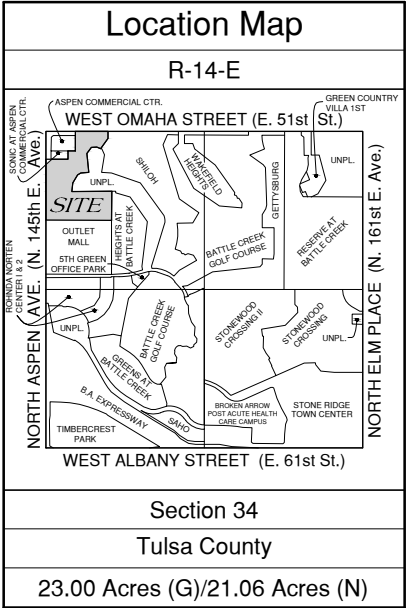 Location Map
R-14-E
SONIC AT ASPEN
COMMERCIAL CTR.
ASPEN COMMERCIAL CTR.
GREEN COUNTRY
VILLA 1ST
WEST OMAHA STREET (E. 51st St.)
NORTH ASPEN AVE. (N. 145th E. Ave.)
NORTH ELM PLACE (N. 161st E. Ave.)
SHILOH
WAKEFIELD
HEIGHTS
GETTYSBURG
UNPL.
UNPL.
SITE
OUTLET
MALL
HEIGHTS AT
BATTLE CREEK
RESERVE AT
BATTLE CREEK
5TH GREEN
OFFICE PARK
BATTLE CREEK
GOLF COURSE
ROHNDA NORTEN
CENTER I & 2
UNPL.
BATTLE CREEK
GOLF COURSE
STONEWOOD
CROSSING II
STONEWOOD
CROSSING
UNPL.
GREENS AT
BATTLE CREEK
B.A. EXPRESSWAY
SAHO
BROKEN ARROW
POST ACUTE HEALTH
CARE CAMPUS
STONE RIDGE
TOWN CENTER
TIMBERCREST
PARK
WEST ALBANY STREET (E. 61st St.)
Section 34
Tulsa County
23.00 Acres (G)/21.06 Acres (N)